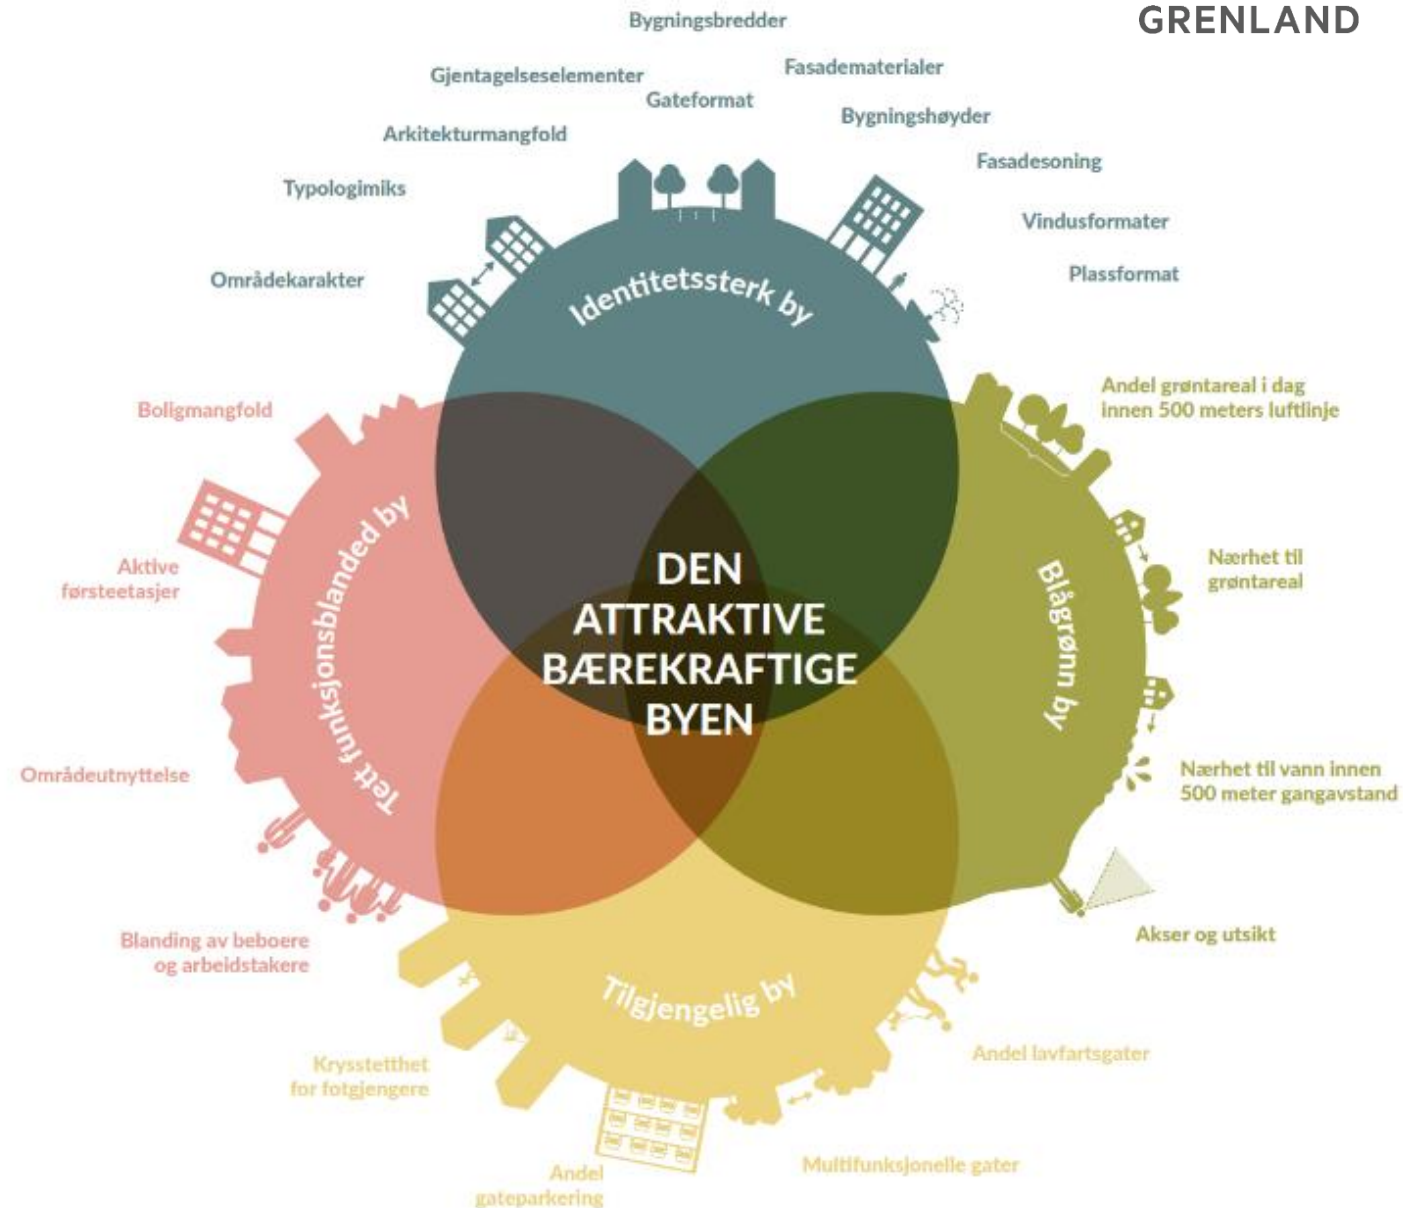 GRENLAND
Bygningsbredder
Gjentagelseselementer
Fasadematerialer
Gateformat
Bygningshøyder
Arkitekturmangfold
Fasadesoning
Typologimiks
Vindusformater
Områdekarakter
Plassformat
Identitetssterk by
Andel grøntareal i dag
innen 500 meters luftlinje
Boligmangfold
Nærhet til
grøntareal
Aktive
førsteetasjer
Tett funksjonsblanded by
Blågrønn by
DEN
ATTRAKTIVE
BÆREKRAFTIGE
BYEN
Områdeutnyttelse
Nærhet til vann innen
500 meter gangavstand
Akser og utsikt
Blanding av beboere
og arbeidstakere
Tilgjengelig by
Andel lavfartsgater
Krysstetthet
for fotgjengere
Multifunksjonelle gater
Andel
gateparkering